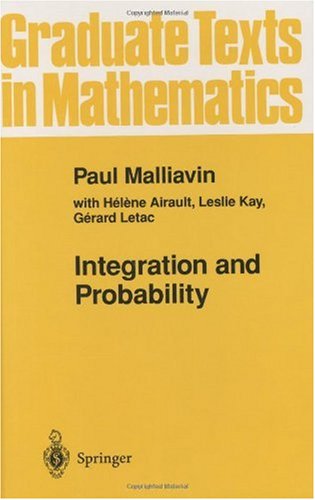 Graduate Texts
in Mathematics
Paul Malliavin
with Hélène Airault, Leslie Kay,
Gérard Letac
Integration and
Probability
Springer